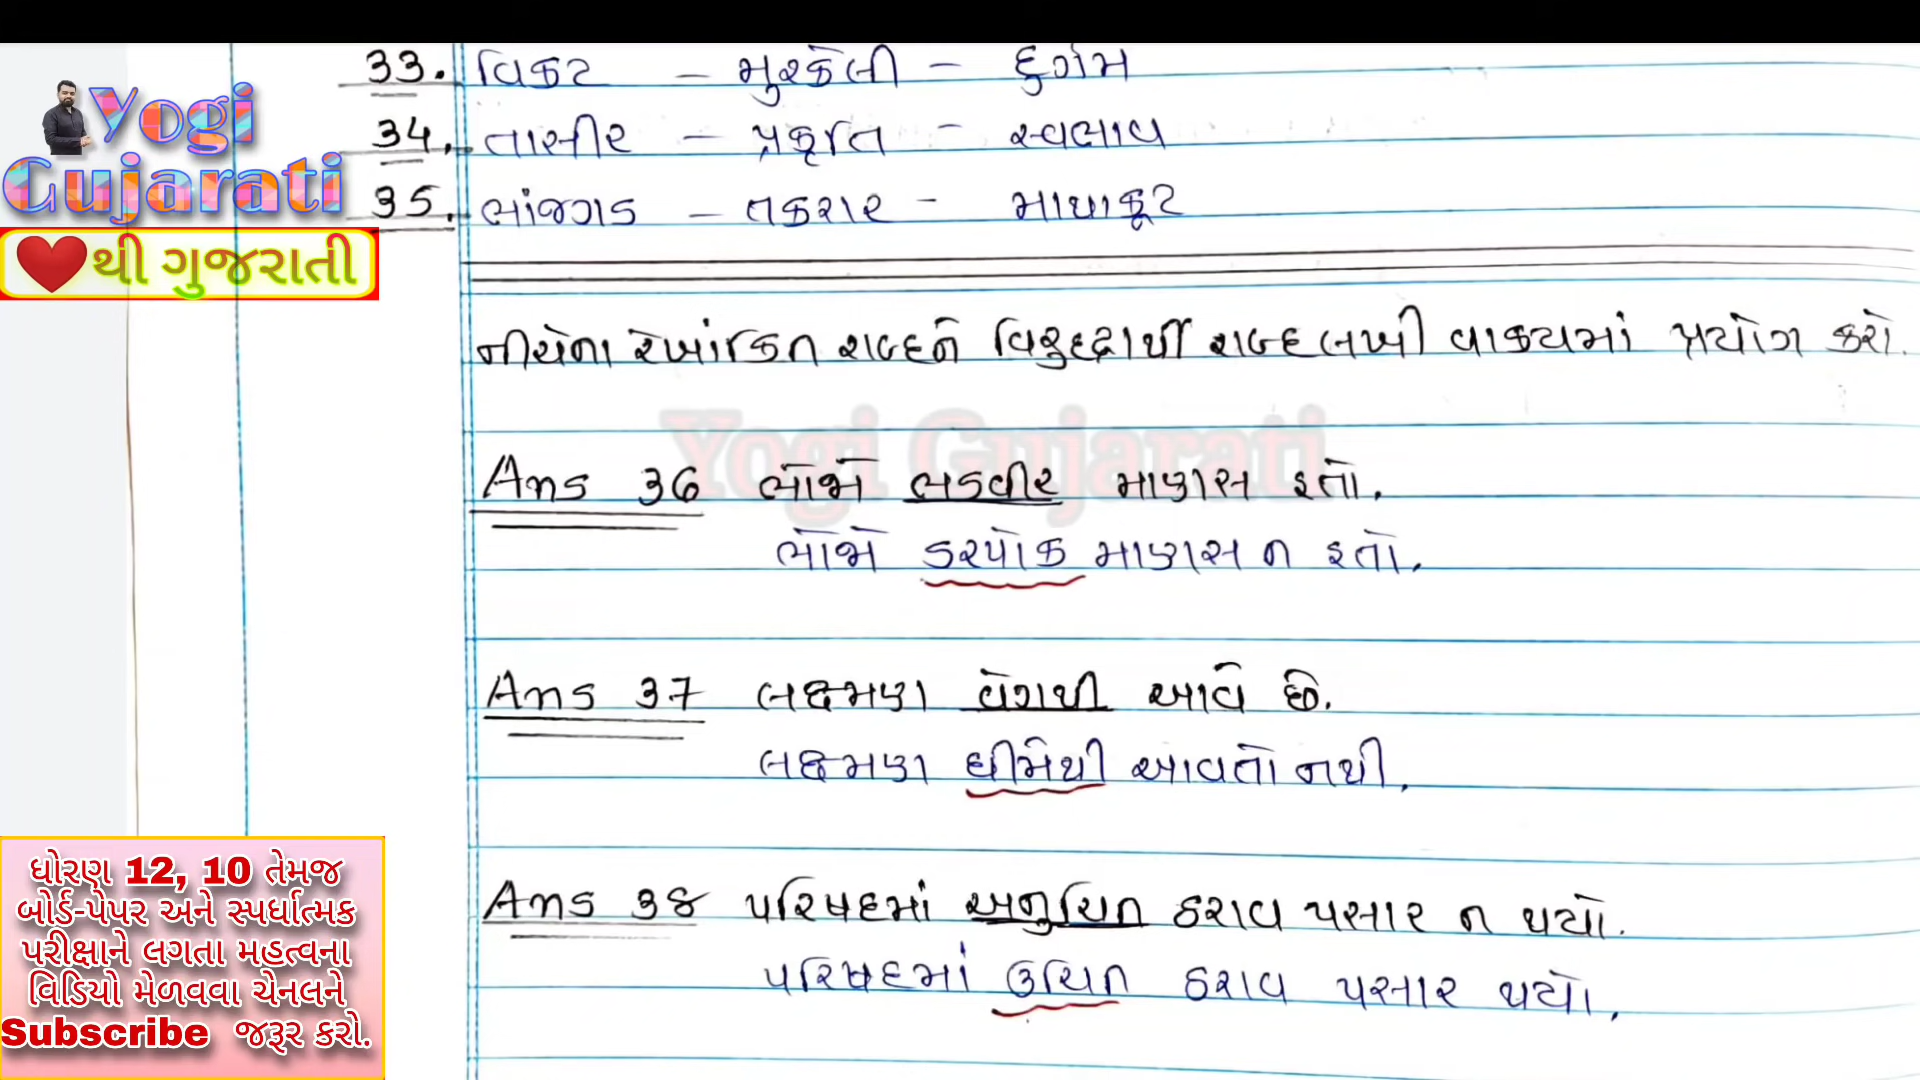 33. વિકટ – મુશ્કેલી – દુર્ગમ
34. તાસીર – પ્રકૃતિ – સ્વભાવ
35. ભાંજગડ – તકરાર – માથાકૂટ
Yogi
Gujarati
❤થી ગુજરાતી
નીચેના રેખાંકિત શબ્દને વિરુદ્ધાર્થી શબ્દ લખી વાક્યમાં પ્રયોગ કરો.
Yogi Gujarati
Ans 36 ભોજો ભડવીર માણસ હતો.
ભોજો ડરપોક માણસ ન હતો.
Ans 37 લક્ષ્મણ વેગથી આવે છે.
લક્ષ્મણ ધીમેથી આવતો નથી.
Ans 38 પરિષદમાં અનુચિત ઠરાવ પસાર ન થયો.
પરિષદમાં ઉચિત ઠરાવ પસાર થયો.
ધોરણ 12, 10 તેમજ
બોર્ડ-પેપર અને સ્પર્ધાત્મક
પરીક્ષાને લગતા મહત્વના
વિડિયો મેળવવા ચેનલને
Subscribe જરૂર કરો.